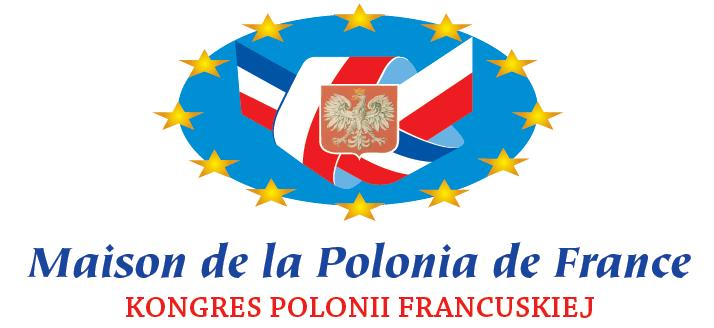 Maison de la Polonia de France
KONGRES POLONII FRANCUSKIEJ